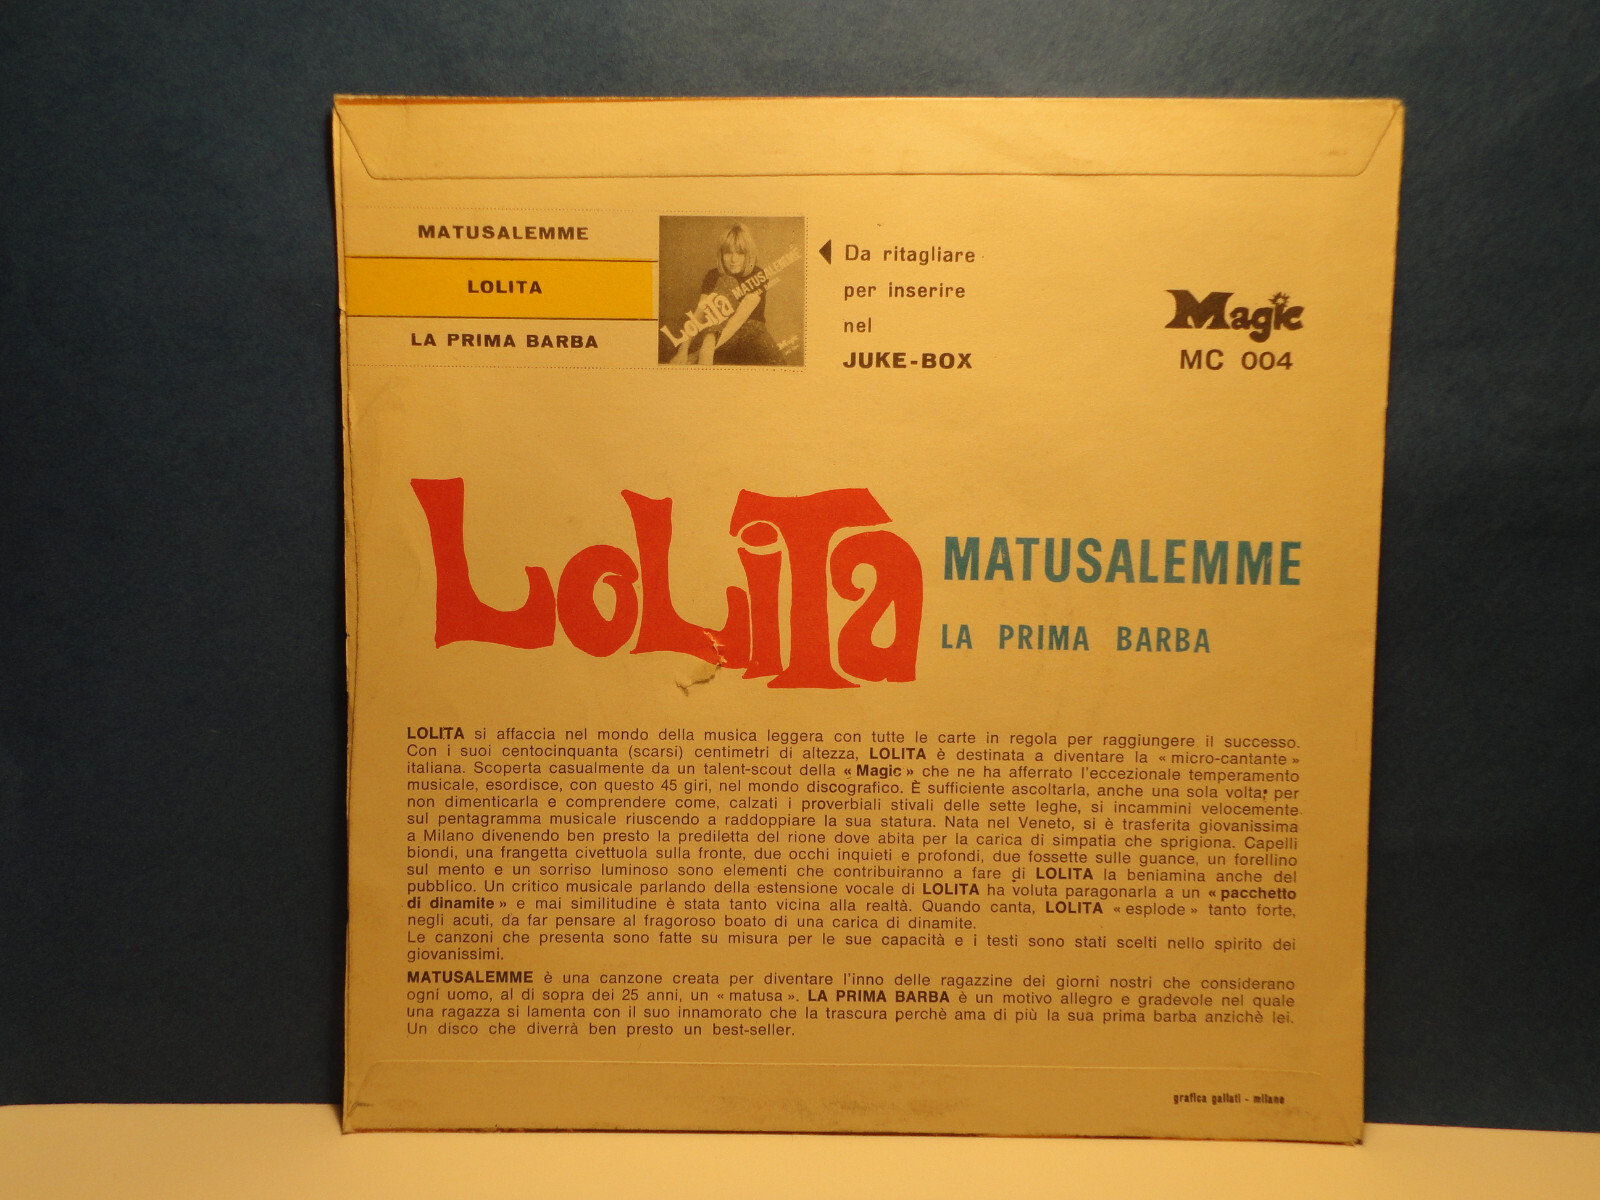 MATUSALEMME
LOLITA
LA PRIMA BARBA
LoLiTa MATUSALEMME
Magic
Da ritagliare
per inserire
nel
JUKE-BOX
Magic
MC 004
LoLiTa
MATUSALEMME
LA PRIMA BARBA
LOLITA si affaccia nel mondo della musica leggera con tutte le carte in regola per raggiungere il successo.
Con i suoi centocinquanta (scarsi) centimetri di altezza, LOLITA è destinata a diventare la « micro-cantante »
italiana. Scoperta casualmente da un talent-scout della « Magic » che ne ha afferrato l'eccezionale temperamento
musicale, esordisce, con questo 45 giri, nel mondo discografico. È sufficiente ascoltarla, anche una sola volta, per
non dimenticarla e comprendere come, calzati i proverbiali stivali delle sette leghe, si incammini velocemente
sul pentagramma musicale riuscendo a raddoppiare la sua statura. Nata nel Veneto, si è trasferita giovanissima
a Milano divenendo ben presto la prediletta del rione dove abita per la carica di simpatia che sprigiona. Capelli
biondi, una frangetta civettuola sulla fronte, due occhi inquieti e profondi, due fossette sulle guance, un forellino
sul mento e un sorriso luminoso sono elementi che contribuiranno a fare di LOLITA la beniamina anche del
pubblico. Un critico musicale parlando della estensione vocale di LOLITA ha voluta paragonarla a un « pacchetto
di dinamite » e mai similitudine è stata tanto vicina alla realtà. Quando canta, LOLITA « esplode » tanto forte,
negli acuti, da far pensare al fragoroso boato di una carica di dinamite.
Le canzoni che presenta sono fatte su misura per le sue capacità e i testi sono stati scelti nello spirito dei
giovanissimi.
MATUSALEMME è una canzone creata per diventare l'inno delle ragazzine dei giorni nostri che considerano
ogni uomo, al di sopra dei 25 anni, un « matusa ». LA PRIMA BARBA è un motivo allegro e gradevole nel quale
una ragazza si lamenta con il suo innamorato che la trascura perchè ama di più la sua prima barba anzichè lei.
Un disco che diverrà ben presto un best-seller.
grafica gallati - milano